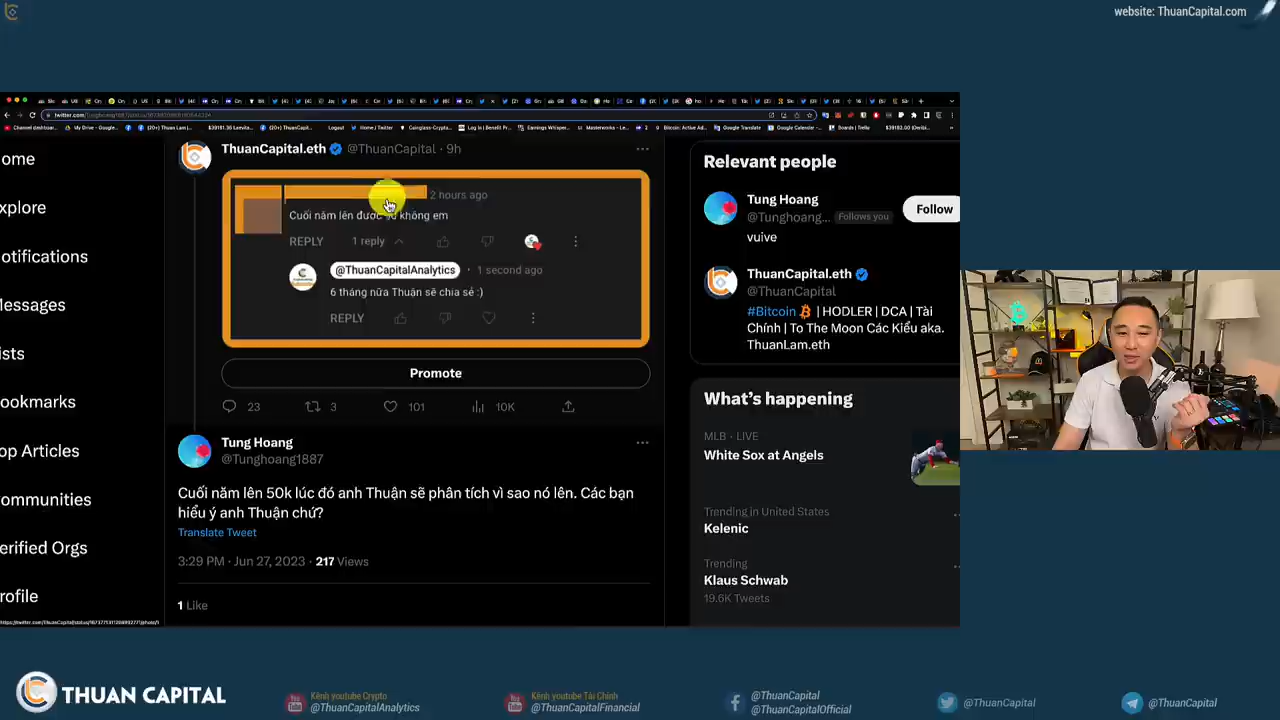 website: ThuanCapital.com
ome
xplore
otifications
Messages
ists
ookmarks
op Articles
ommunities
erified Orgs
rofile
ThuanCapital.eth @ThuanCapital · 9h
2 hours ago
Cuối năm lên được không em
REPLY 1 reply
@ThuanCapitalAnalytics · 1 second ago
6 tháng nữa Thuận sẽ chia sẻ :)
REPLY
Promote
23 3 101 10K
Tung Hoang
@Tunghoang1887
Cuối năm lên 50k lúc đó anh Thuận sẽ phân tích vì sao nó lên. Các bạn
hiểu ý anh Thuận chứ?
Translate Tweet
3:29 PM · Jun 27, 2023 · 217 Views
1 Like
Relevant people
Tung Hoang
@Tunghoang... Follows you
Follow
vuive
ThuanCapital.eth
@ThuanCapital
#Bitcoin | HODLER | DCA | Tài
Chính | To The Moon Các Kiểu aka.
ThuanLam.eth
What's happening
MLB · LIVE
White Sox at Angels
Trending in United States
Kelenic
Trending
Klaus Schwab
19.6K Tweets
THUAN CAPITAL
Kênh youtube Crypto
@ThuanCapitalAnalytics
Kênh youtube Tài Chính
@ThuanCapitalFinancial
@ThuanCapital
@ThuanCapitalOfficial
@ThuanCapital
@ThuanCapital